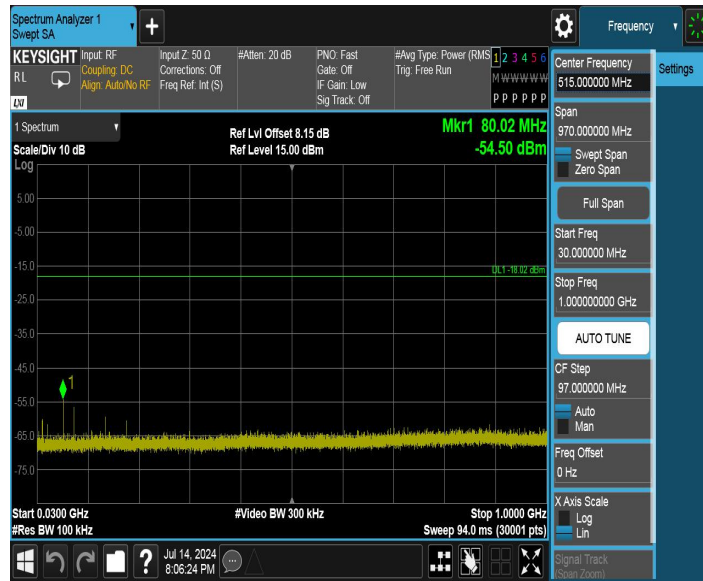 Spectrum Analyzer 1
Swept SA
+
Frequency
KEYSIGHT
RL
LXI
Input: RF
Coupling: DC
Align: Auto/No RF
Input Z: 50 Ω
Corrections: Off
Freq Ref: Int (S)
#Atten: 20 dB
PNO: Fast
Gate: Off
IF Gain: Low
Sig Track: Off
#Avg Type: Power (RMS
Trig: Free Run
1 2 3 4 5 6
M W W W W W
P P P P P P
1 Spectrum
Scale/Div 10 dB
Log
Ref Lvl Offset 8.15 dB
Ref Level 15.00 dBm
Mkr1 80.02 MHz
-54.50 dBm
5.00
-5.00
-15.0
DL1 -18.02 dBm
-25.0
-35.0
-45.0
1
-55.0
-65.0
-75.0
Start 0.0300 GHz
#Res BW 100 kHz
#Video BW 300 kHz
Stop 1.0000 GHz
Sweep 94.0 ms (30001 pts)
?
Jul 14, 2024
8:06:24 PM
Center Frequency
515.000000 MHz
Span
970.000000 MHz
Swept Span
Zero Span
Full Span
Start Freq
30.000000 MHz
Stop Freq
1.000000000 GHz
AUTO TUNE
CF Step
97.000000 MHz
Auto
Man
Freq Offset
0 Hz
X Axis Scale
Log
Lin
Signal Track
(Span Zoom)
Settings